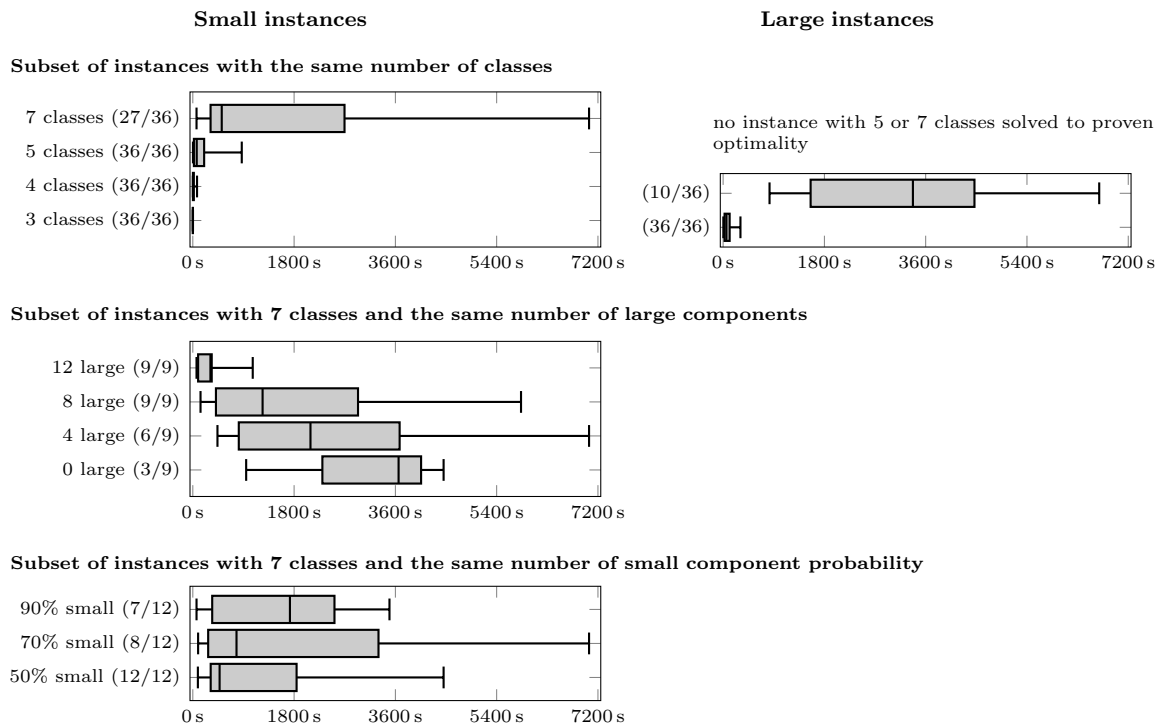 Small instances
Large instances
Subset of instances with the same number of classes
7 classes (27/36)
5 classes (36/36)
4 classes (36/36)
3 classes (36/36)
0 s 1800 s 3600 s 5400 s 7200 s
no instance with 5 or 7 classes solved to proven
optimality
(10/36)
(36/36)
0 s 1800 s 3600 s 5400 s 7200 s
Subset of instances with 7 classes and the same number of large components
12 large (9/9)
8 large (9/9)
4 large (6/9)
0 large (3/9)
0 s 1800 s 3600 s 5400 s 7200 s
Subset of instances with 7 classes and the same number of small component probability
90% small (7/12)
70% small (8/12)
50% small (12/12)
0 s 1800 s 3600 s 5400 s 7200 s